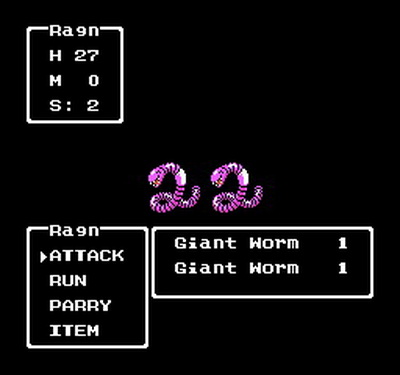 Ragn
H 27
M 0
S: 2
Ragn
▶ATTACK
RUN
PARRY
ITEM
Giant Worm 1
Giant Worm 1